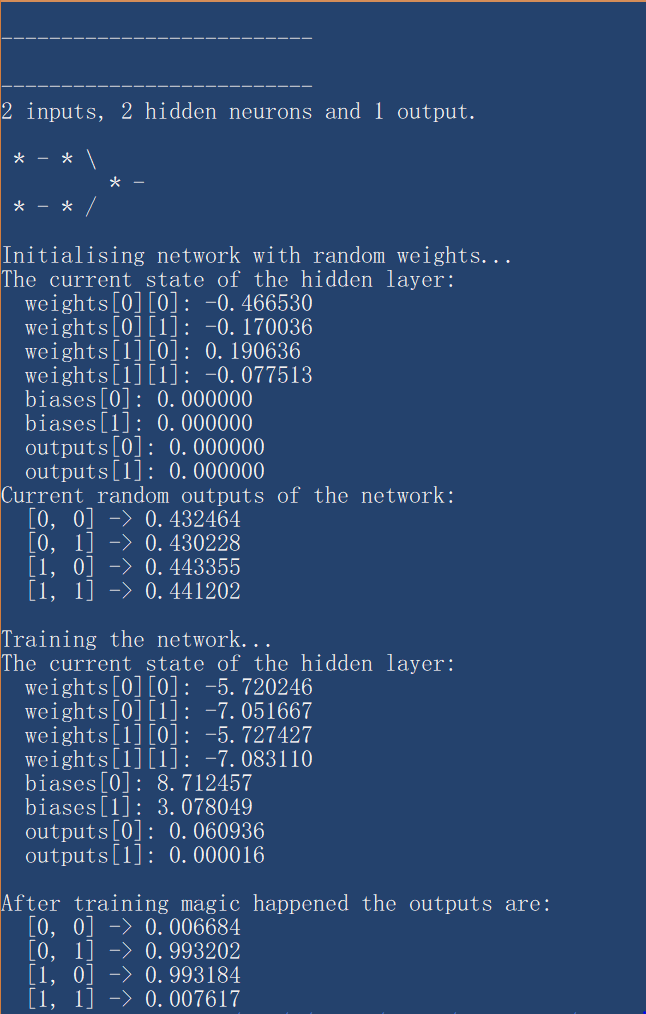 --------------------------
--------------------------
2 inputs, 2 hidden neurons and 1 output.
* - * \
* -
* - * /
Initialising network with random weights...
The current state of the hidden layer:
weights[0][0]: -0.466530
weights[0][1]: -0.170036
weights[1][0]: 0.190636
weights[1][1]: -0.077513
biases[0]: 0.000000
biases[1]: 0.000000
outputs[0]: 0.000000
outputs[1]: 0.000000
Current random outputs of the network:
[0, 0] -> 0.432464
[0, 1] -> 0.430228
[1, 0] -> 0.443355
[1, 1] -> 0.441202
Training the network...
The current state of the hidden layer:
weights[0][0]: -5.720246
weights[0][1]: -7.051667
weights[1][0]: -5.727427
weights[1][1]: -7.083110
biases[0]: 8.712457
biases[1]: 3.078049
outputs[0]: 0.060936
outputs[1]: 0.000016
After training magic happened the outputs are:
[0, 0] -> 0.006684
[0, 1] -> 0.993202
[1, 0] -> 0.993184
[1, 1] -> 0.007617